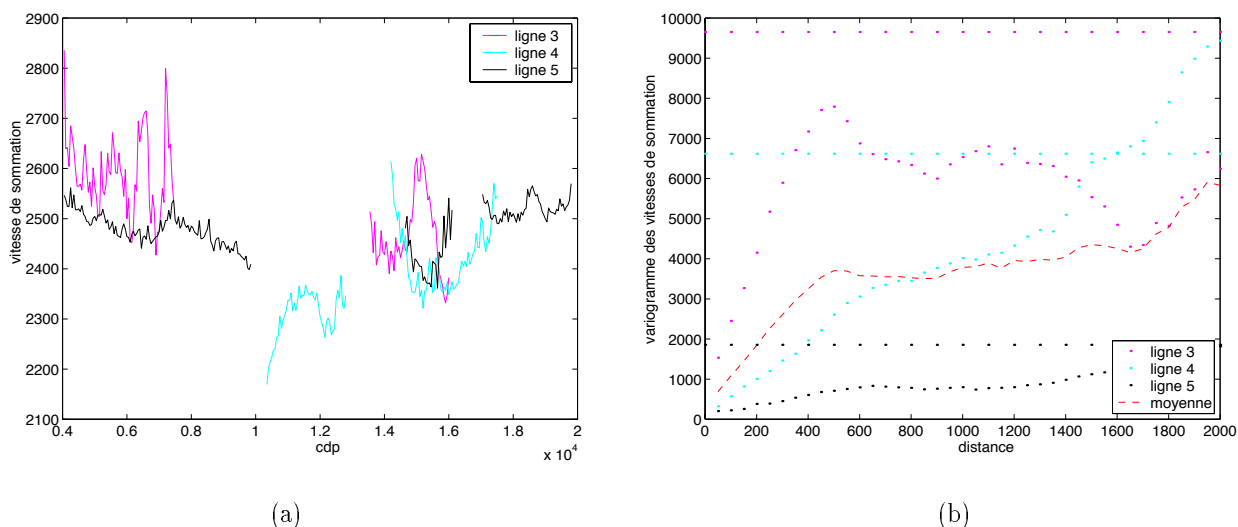 2900
2800
2700
2600
2500
2400
2300
2200
2100
vitesse de sommation
0.4 0.6 0.8 1 1.2 1.4 1.6 1.8 2
cdp
x 10^4
ligne 3
ligne 4
ligne 5
(a)
10000
9000
8000
7000
6000
5000
4000
3000
2000
1000
0
variogramme des vitesses de sommation
0 200 400 600 800 1000 1200 1400 1600 1800 2000
distance
ligne 3
ligne 4
ligne 5
moyenne
(b)